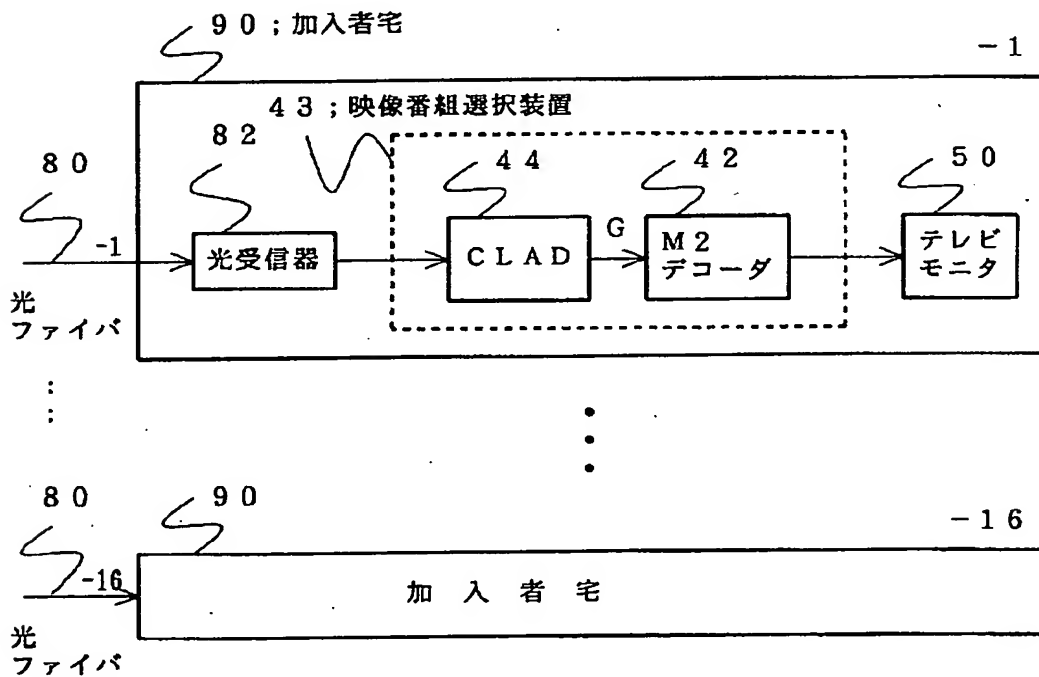 ９０；加入者宅
－１
４３；映像番組選択装置
８０
８２
４４
４２
５０
-1
光受信器
ＣＬＡＤ
Ｇ
Ｍ２
デコーダ
テレビ
モニタ
光
ファイバ
８０
９０
－１６
-16
加入者宅
光
ファイバ